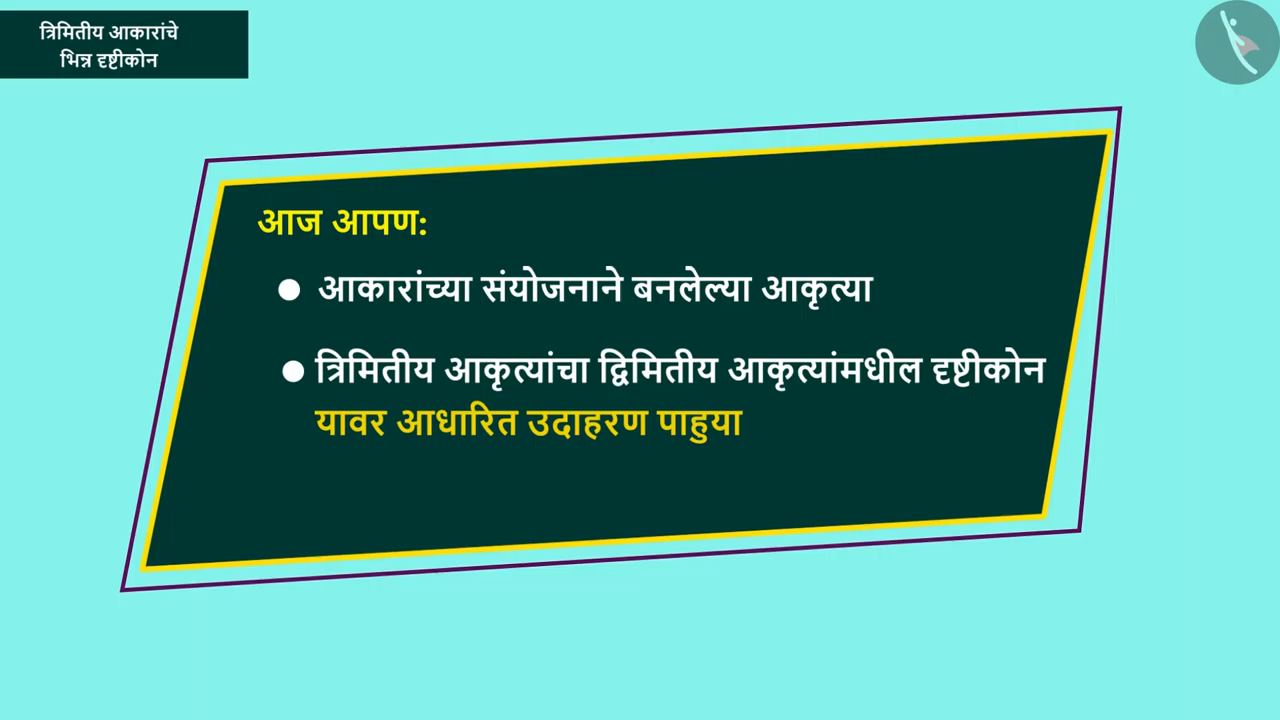 त्रिमितीय आकारांचे
भिन्न दृष्टीकोन
आज आपण:
● आकारांच्या संयोजनाने बनलेल्या आकृत्या
● त्रिमितीय आकृत्यांचा द्विमितीय आकृत्यांमधील दृष्टीकोन
यावर आधारित उदाहरण पाहुया